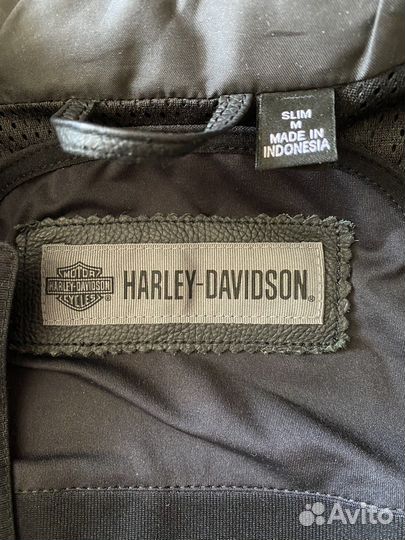 SLIM
M
MADE IN
INDONESIA
MOTOR
HARLEY-DAVIDSON
CYCLES
HARLEY-DAVIDSON®
Avito